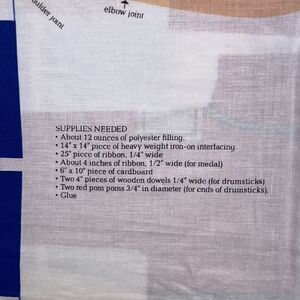 shoulder joint
elbow joint
SUPPLIES NEEDED
• About 12 ounces of polyester filling.
• 14" x 14" piece of heavy weight iron-on interfacing.
• 25" piece of ribbon, 1/4" wide
• About 4 inches of ribbon, 1/2" wide (for medal)
• 6" x 10" piece of cardboard
• Two 4" pieces of wooden dowels 1/4" wide (for drumsticks)
• Two red pom poms 3/4" in diameter (for ends of drumsticks).
• Glue